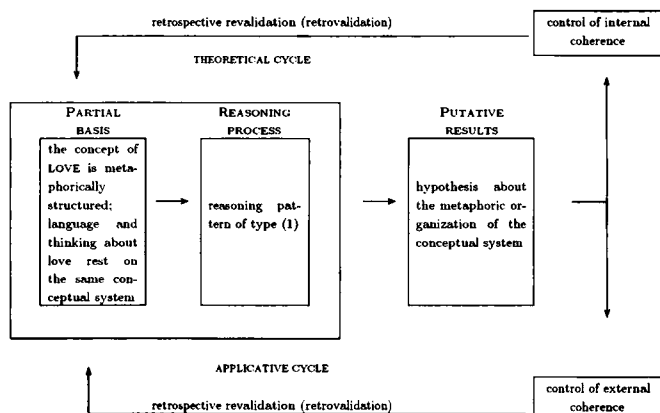 retrospective revalidation (retrovalidation)
control of internal
coherence
THEORETICAL CYCLE
PARTIAL
BASIS
the concept of
LOVE is meta-
phorically
structured;
language and
thinking about
love rest on
the same con-
ceptual system
REASONING
PROCESS
reasoning pat-
tern of type (1)
PUTATIVE
RESULTS
hypothesis about
the metaphoric or-
ganization of the
conceptual system
APPLICATIVE CYCLE
retrospective revalidation (retrovalidation)
control of external
coherence